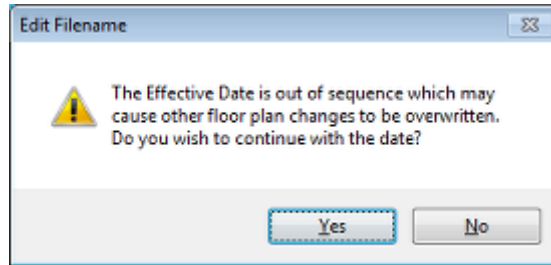 Edit Filename
The Effective Date is out of sequence which may
cause other floor plan changes to be overwritten.
Do you wish to continue with the date?
Yes No